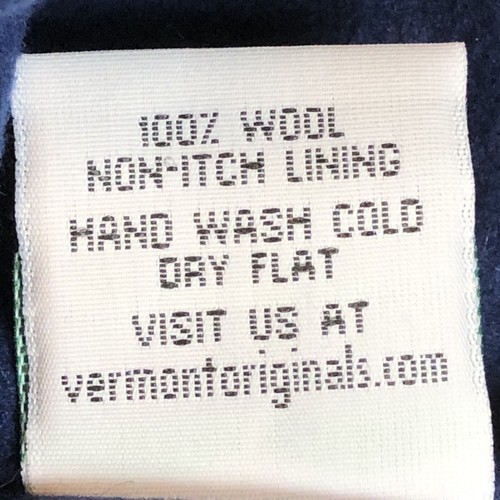 100% WOOL
NON-ITCH LINING
HAND WASH COLD
DRY FLAT
VISIT US AT
vermontoriginals.com